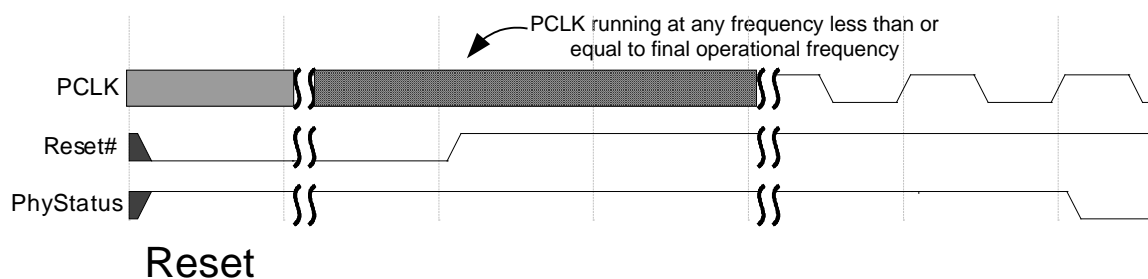 PCLK running at any frequency less than or
equal to final operational frequency
PCLK
Reset#
PhyStatus
Reset